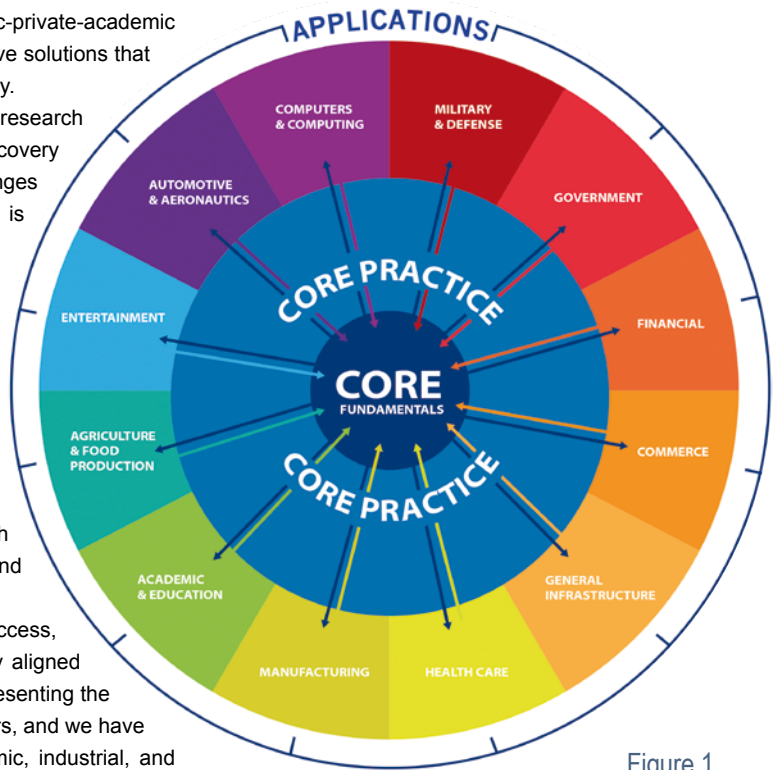 c-private-academic
ve solutions that
y.
research
covery
nges
is
h
nd
ccess,
y aligned
esenting the
rs, and we have
mic, industrial, and
APPLICATIONS
COMPUTERS
& COMPUTING
MILITARY
& DEFENSE
AUTOMOTIVE
& AERONAUTICS
GOVERNMENT
ENTERTAINMENT
FINANCIAL
CORE PRACTICE
CORE
FUNDAMENTALS
CORE PRACTICE
AGRICULTURE
& FOOD
PRODUCTION
COMMERCE
ACADEMIC
& EDUCATION
GENERAL
INFRASTRUCTURE
MANUFACTURING
HEALTH CARE
Figure 1